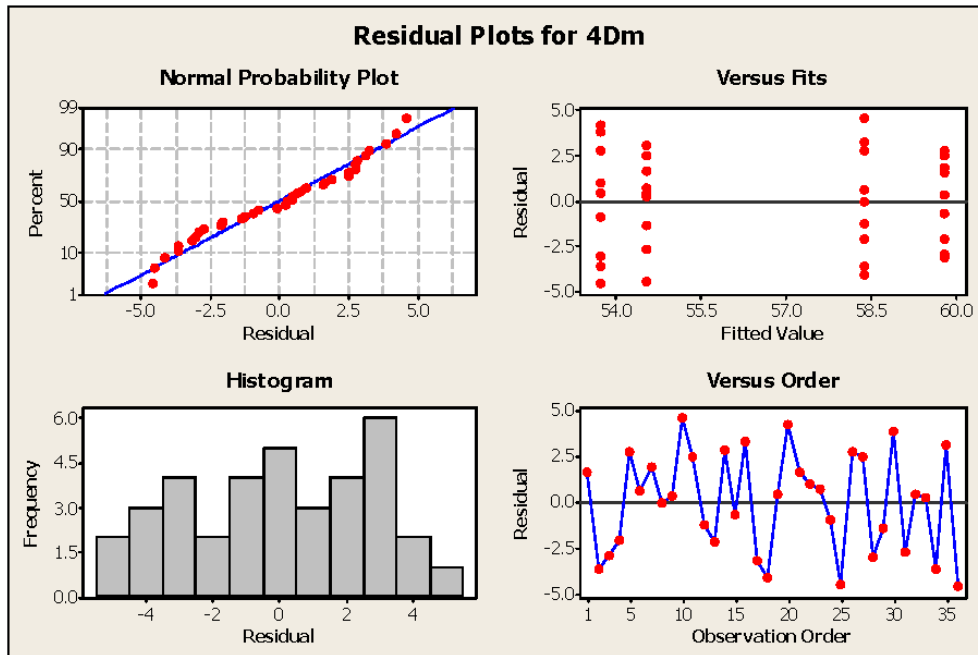 Residual Plots for 4Dm
Normal Probability Plot
Versus Fits
99
90
50
10
1
Percent
-5.0 -2.5 0.0 2.5 5.0
Residual
5.0
2.5
0.0
-2.5
-5.0
Residual
54.0 55.5 57.0 58.5 60.0
Fitted Value
Histogram
Versus Order
6.0
4.5
3.0
1.5
0.0
Frequency
-4 -2 0 2 4
Residual
5.0
2.5
0.0
-2.5
-5.0
Residual
1 5 10 15 20 25 30 35
Observation Order